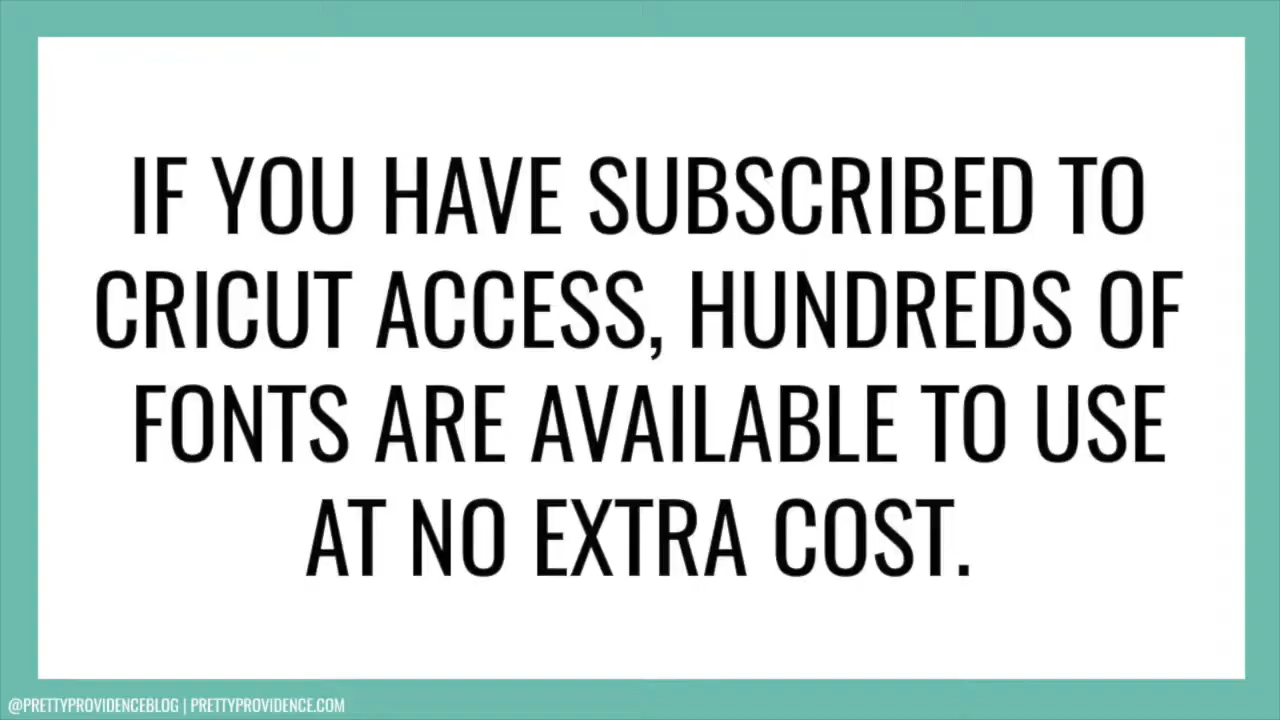 IF YOU HAVE SUBSCRIBED TO
CRICUT ACCESS, HUNDREDS OF
FONTS ARE AVAILABLE TO USE
AT NO EXTRA COST.
@PRETTYPROVIDENCEBLOG | PRETTYPROVIDENCE.COM